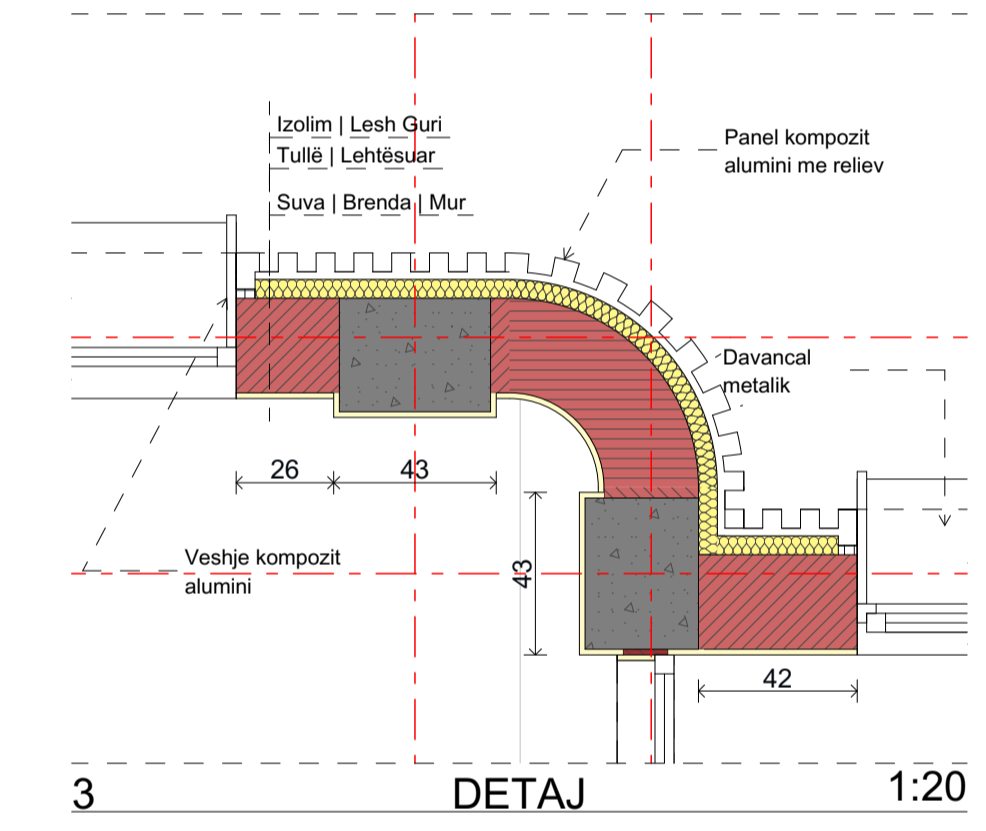 Izolim | Lesh Guri
Tullë | Lehtësuar
Suva | Brenda | Mur
Panel kompozit
alumini me reliev
Davancal
metalik
26
43
Veshje kompozit
alumini
43
42
3
DETAJ
1:20